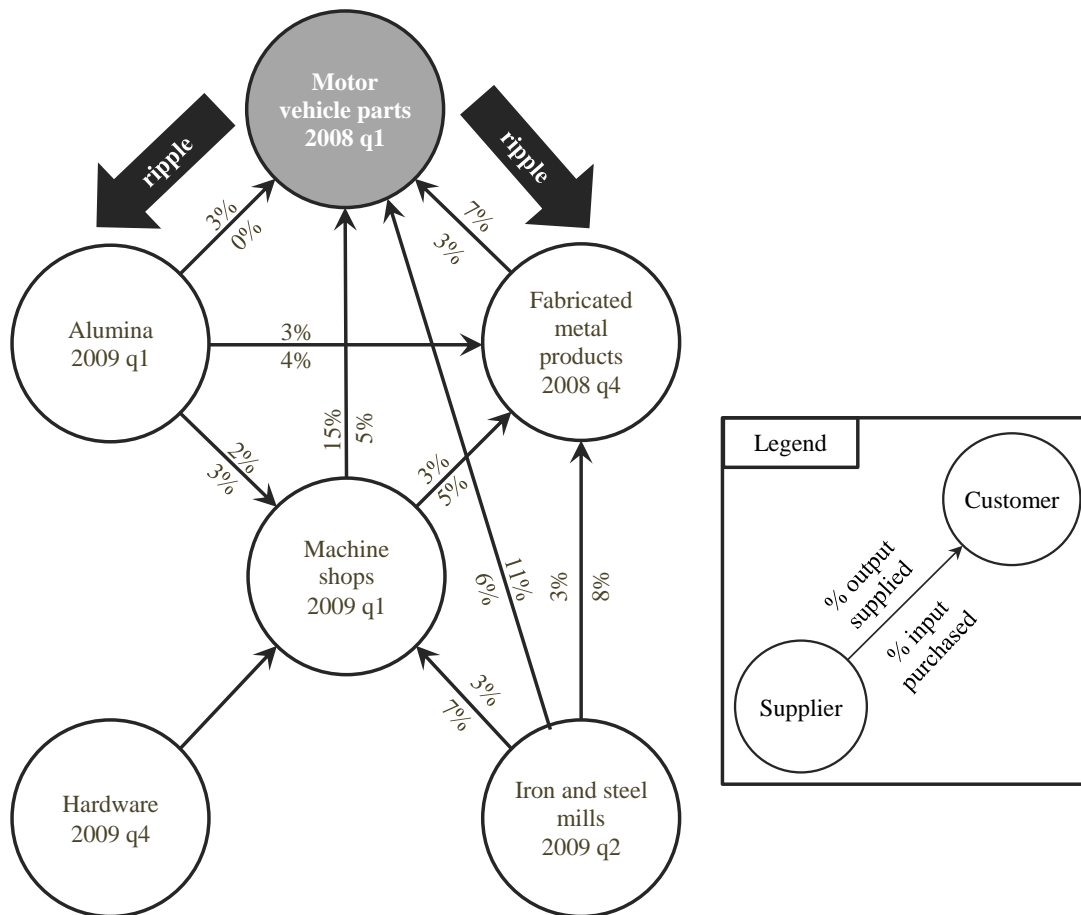 Motor
vehicle parts
2008 q1
ripple
ripple
3%
0%
7%
3%
Alumina
2009 q1
3%
4%
Fabricated
metal
products
2008 q4
15%
5%
2%
3%
3%
5%
Machine
shops
2009 q1
11%
6%
3%
8%
3%
7%
Hardware
2009 q4
Iron and steel
mills
2009 q2
Legend
Customer
% output
supplied
% input
purchased
Supplier